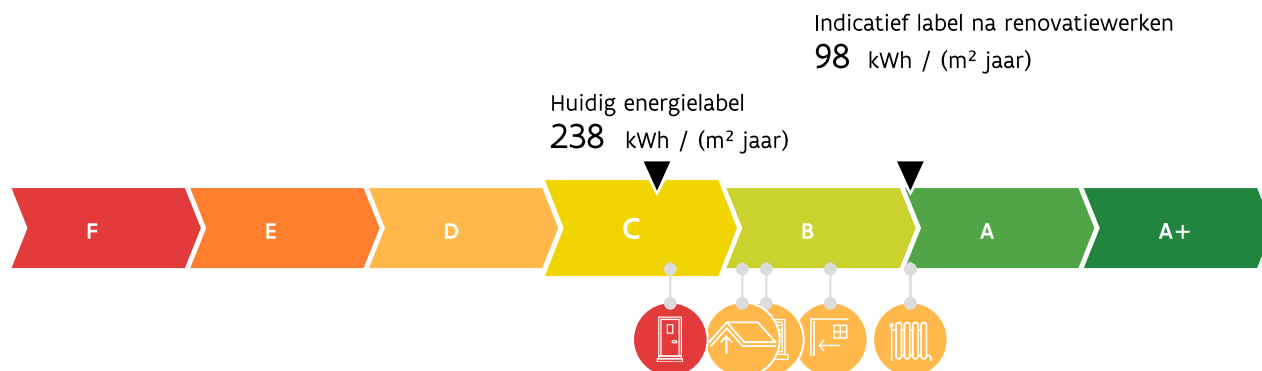 Indicatief label na renovatiewerken
98 kWh / (m² jaar)
Huidig energielabel
238 kWh / (m² jaar)
F E D C B A A+